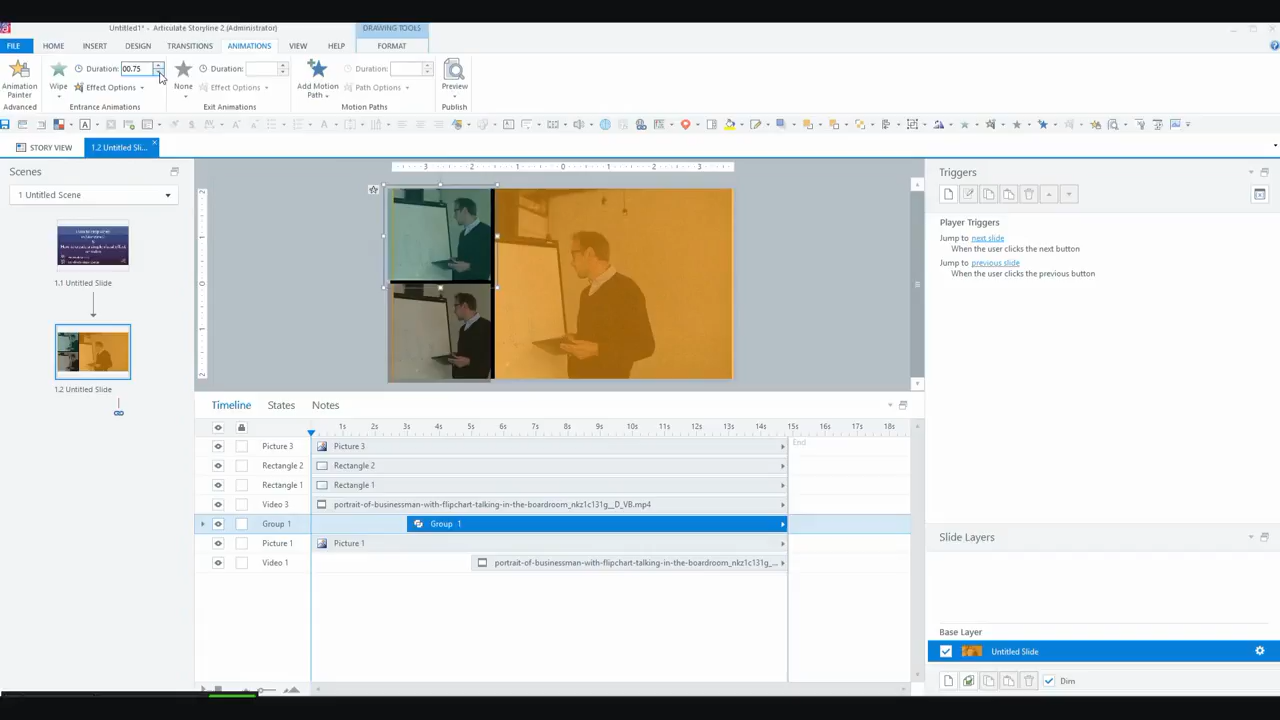 Untitled1* - Articulate Storyline 2 (Administrator)
DRAWING TOOLS
FILE HOME INSERT DESIGN TRANSITIONS ANIMATIONS VIEW HELP FORMAT
Animation Painter
Advanced
Wipe
Duration: 00.75
Effect Options
Entrance Animations
None
Duration:
Effect Options
Exit Animations
Add Motion Path
Duration:
Path Options
Motion Paths
Preview
Publish
STORY VIEW
1.2 Untitled Sli...
Scenes
1 Untitled Scene
1.1 Untitled Slide
1.2 Untitled Slide
Triggers
Player Triggers
Jump to next slide
When the user clicks the next button
Jump to previous slide
When the user clicks the previous button
Timeline States Notes
1s 2s 3s 4s 5s 6s 7s 8s 9s 10s 11s 12s 13s 14s 15s 16s 17s 18s
End
Picture 3 Picture 3
Rectangle 2 Rectangle 2
Rectangle 1 Rectangle 1
Video 3 portrait-of-businessman-with-flipchart-talking-in-the-boardroom_nkz1c131g__D_VB.mp4
Group 1 Group 1
Picture 1 Picture 1
Video 1 portrait-of-businessman-with-flipchart-talking-in-the-boardroom_nkz1c131g_...
Slide Layers
Base Layer
Untitled Slide
Dim